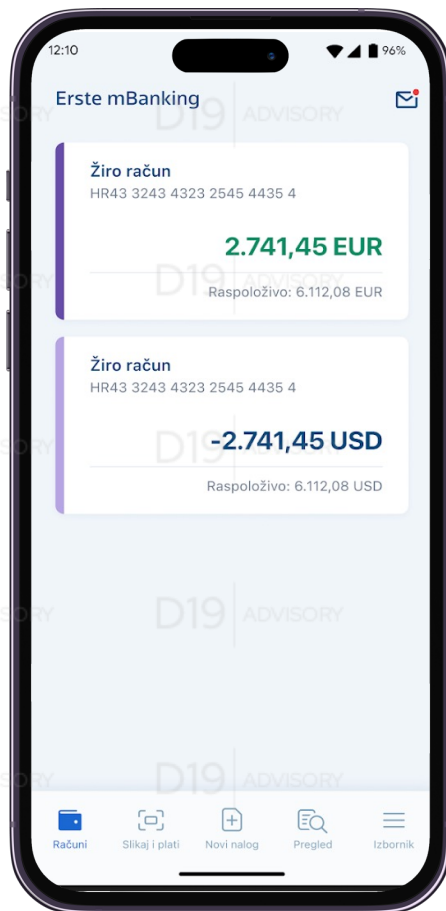 12:10
96%
Erste mBanking
Žiro račun
HR43 3243 4323 2545 4435 4
2.741,45 EUR
Raspoloživo: 6.112,08 EUR
Žiro račun
HR43 3243 4323 2545 4435 4
-2.741,45 USD
Raspoloživo: 6.112,08 USD
D19 ADVISORY
Računi
Slikaj i plati
Novi nalog
Pregled
Izbornik